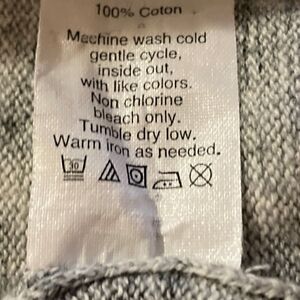 100% Coton
Mechine wash cold
gentle cycle,
inside out,
with like colors.
Non chlorine
bleach only.
Tumble dry low.
Warm iron as needed.
30